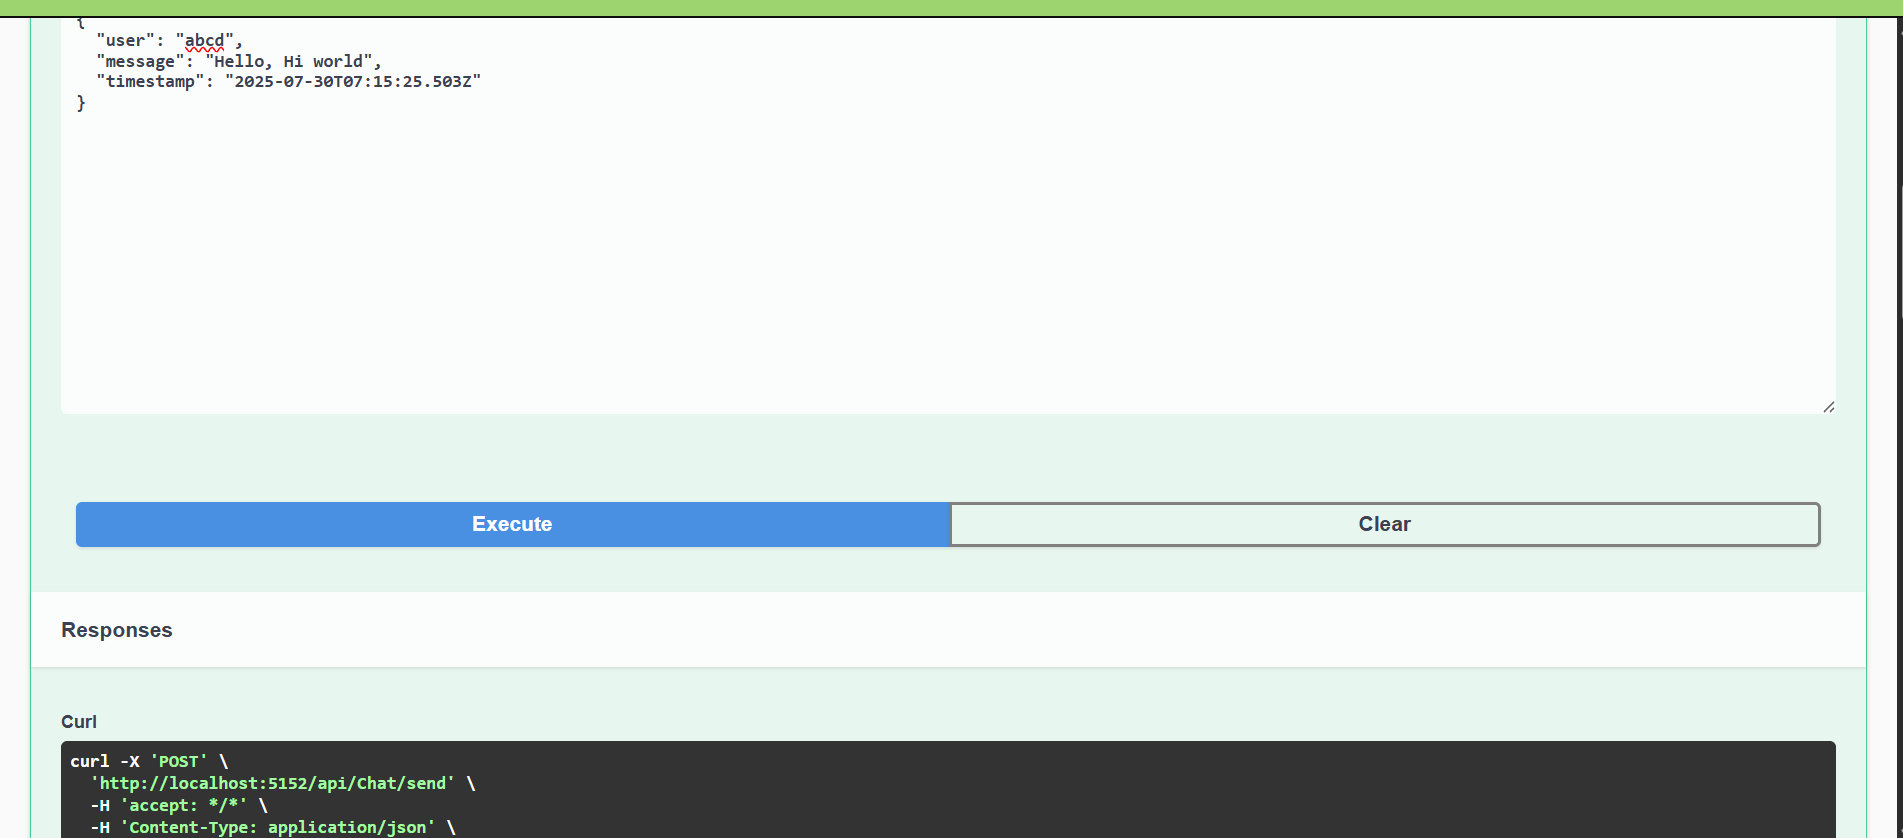 {
"user": "abcd",
"message": "Hello, Hi world",
"timestamp": "2025-07-30T07:15:25.503Z"
}
Execute
Clear
Responses
Curl
curl -X 'POST' \
'http://localhost:5152/api/Chat/send' \
-H 'accept: */*' \
-H 'Content-Type: application/json' \